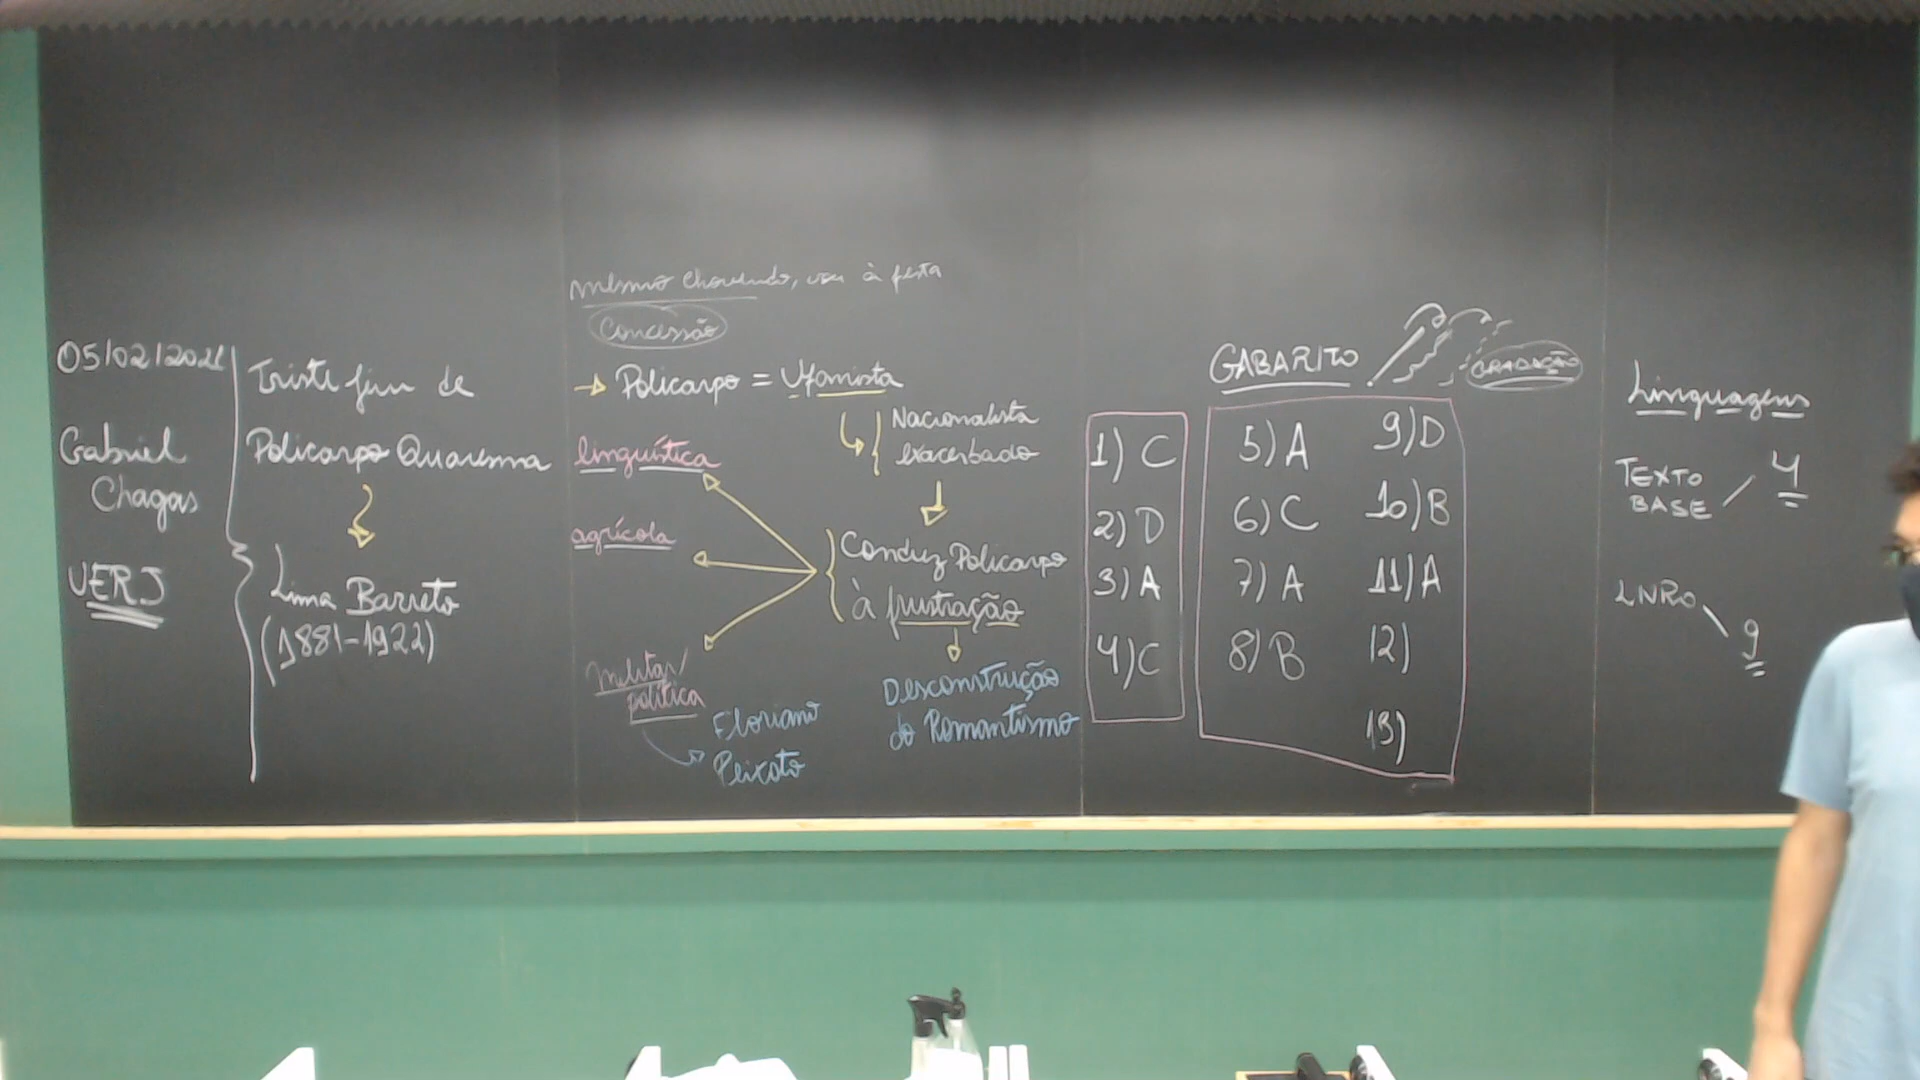 05/02/2021
Gabriel
Chagas
UERJ
Triste fim de
Policarpo Quaresma
Lima Barreto
(1881-1922)
mesmo chovendo, vou à festa
Concessão
Policarpo = Ufanista
Nacionalista
exacerbado
linguística
agrícola
Militar/
política
Floriano
Peixoto
Conduz Policarpo
à frustração
Desconstrução
do Romantismo
GABARITO
GRADAÇÃO
1) C
2) D
3) A
4) C
5) A
6) C
7) A
8) B
9) D
10) B
11) A
12)
13)
Linguagens
TEXTO
BASE
4
LIVRO
9